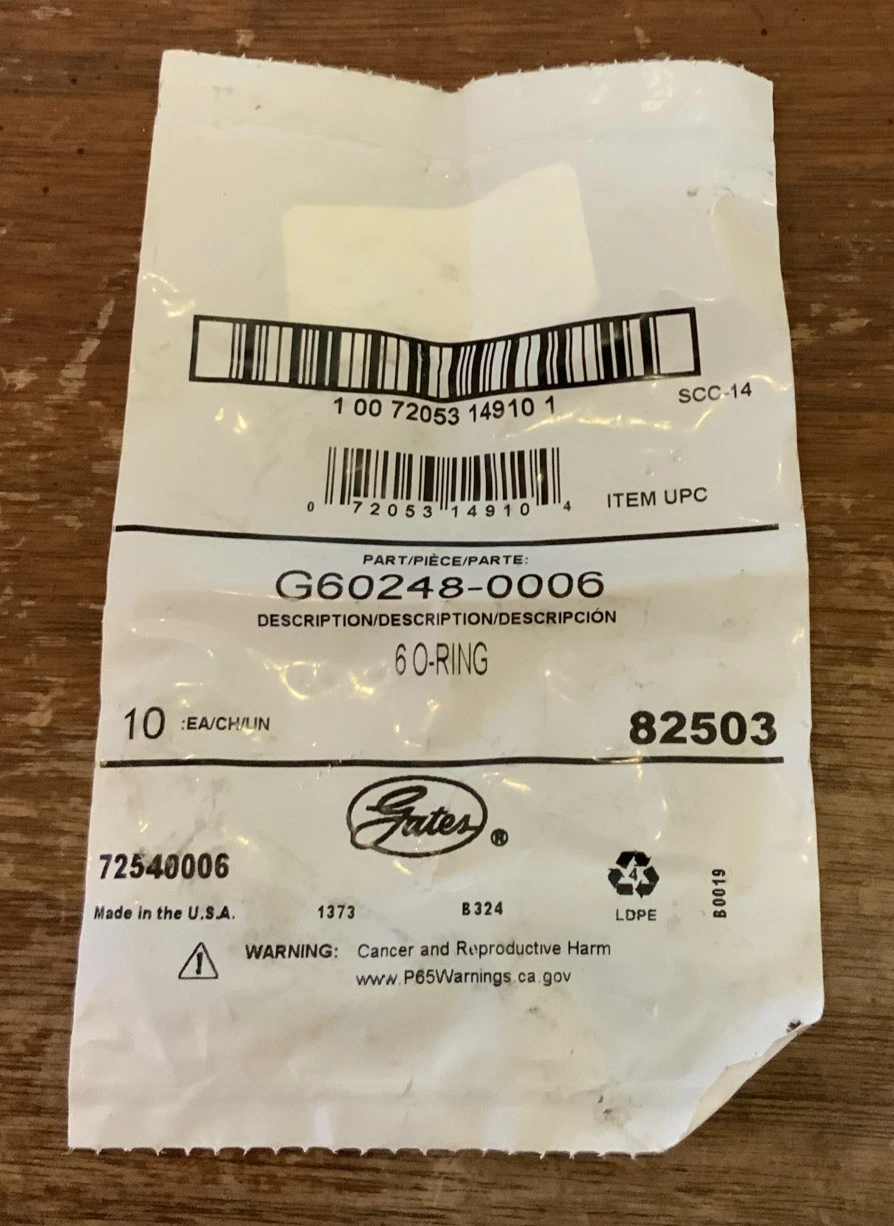 1 00 72053 14910 1
SCC-14
0 72053 14910 4
ITEM UPC
PART/PIÈCE/PARTE:
G60248-0006
DESCRIPTION/DESCRIPTION/DESCRIPCIÓN
6 O-RING
10 :EA/CH/UN
82503
Gates ®
72540006
4
LDPE
B0019
Made in the U.S.A. 1373 B324
WARNING: Cancer and Reproductive Harm
www.P65Warnings.ca.gov